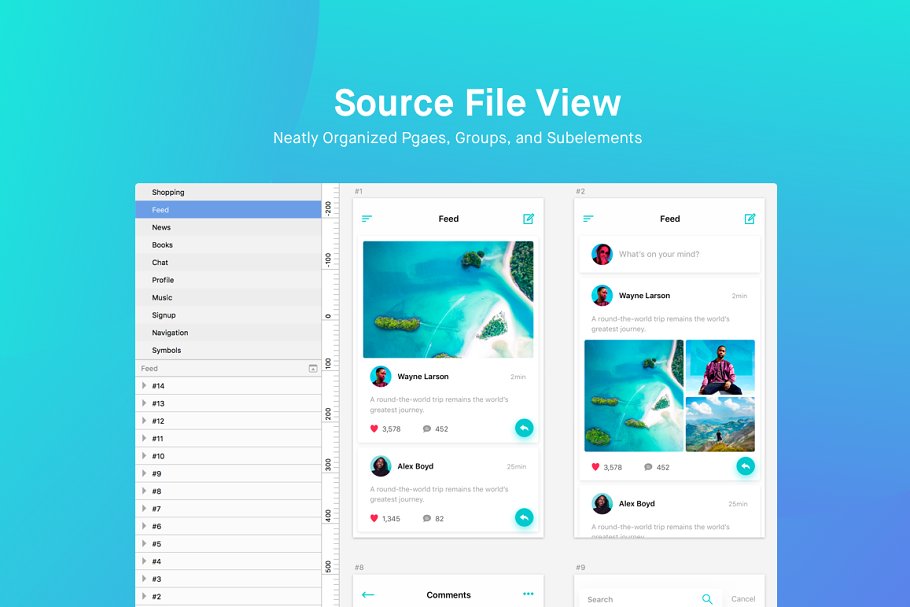 Source File View
Neatly Organized Pgaes, Groups, and Subelements
Shopping
Feed
News
Books
Chat
Profile
Music
Signup
Navigation
Symbols
Feed
#14
#13
#12
#11
#10
#9
#8
#7
#6
#5
#4
#3
#2
-200
-100
0
100
200
300
400
500
#1
Feed
Wayne Larson
2min
A round-the-world trip remains the world's
greatest journey.
3,578
452
Alex Boyd
25min
A round-the-world trip remains the world's
greatest journey.
1,345
82
#2
Feed
What's on your mind?
Wayne Larson
2min
A round-the-world trip remains the world's
greatest journey.
3,578
452
Alex Boyd
25min
A round-the-world trip remains the world's
greatest journey.
#8
Comments
#9
Search
Cancel